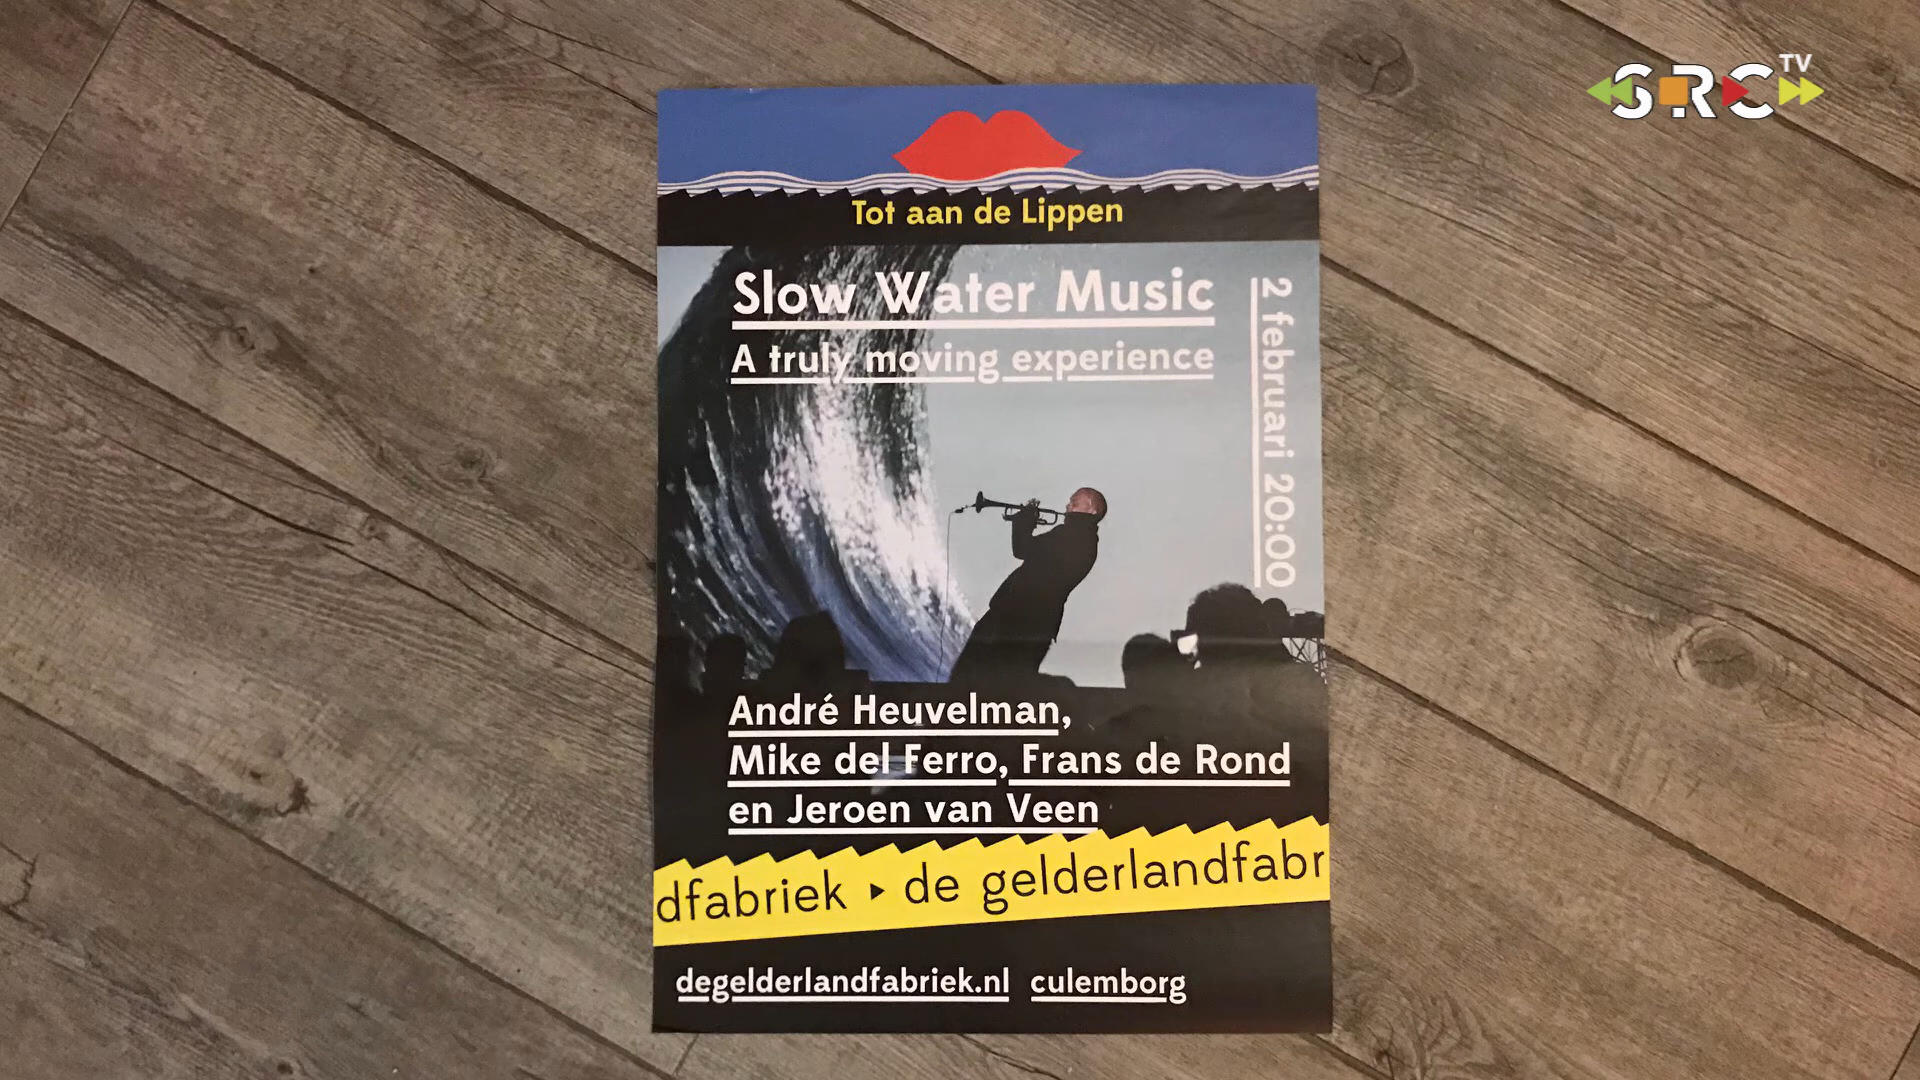 SRC TV
Tot aan de Lippen
Slow Water Music
A truly moving experience
2 februari 20:00
André Heuvelman,
Mike del Ferro, Frans de Rond
en Jeroen van Veen
dfabriek ▸ de gelderlandfabr
degelderlandfabriek.nl culemborg